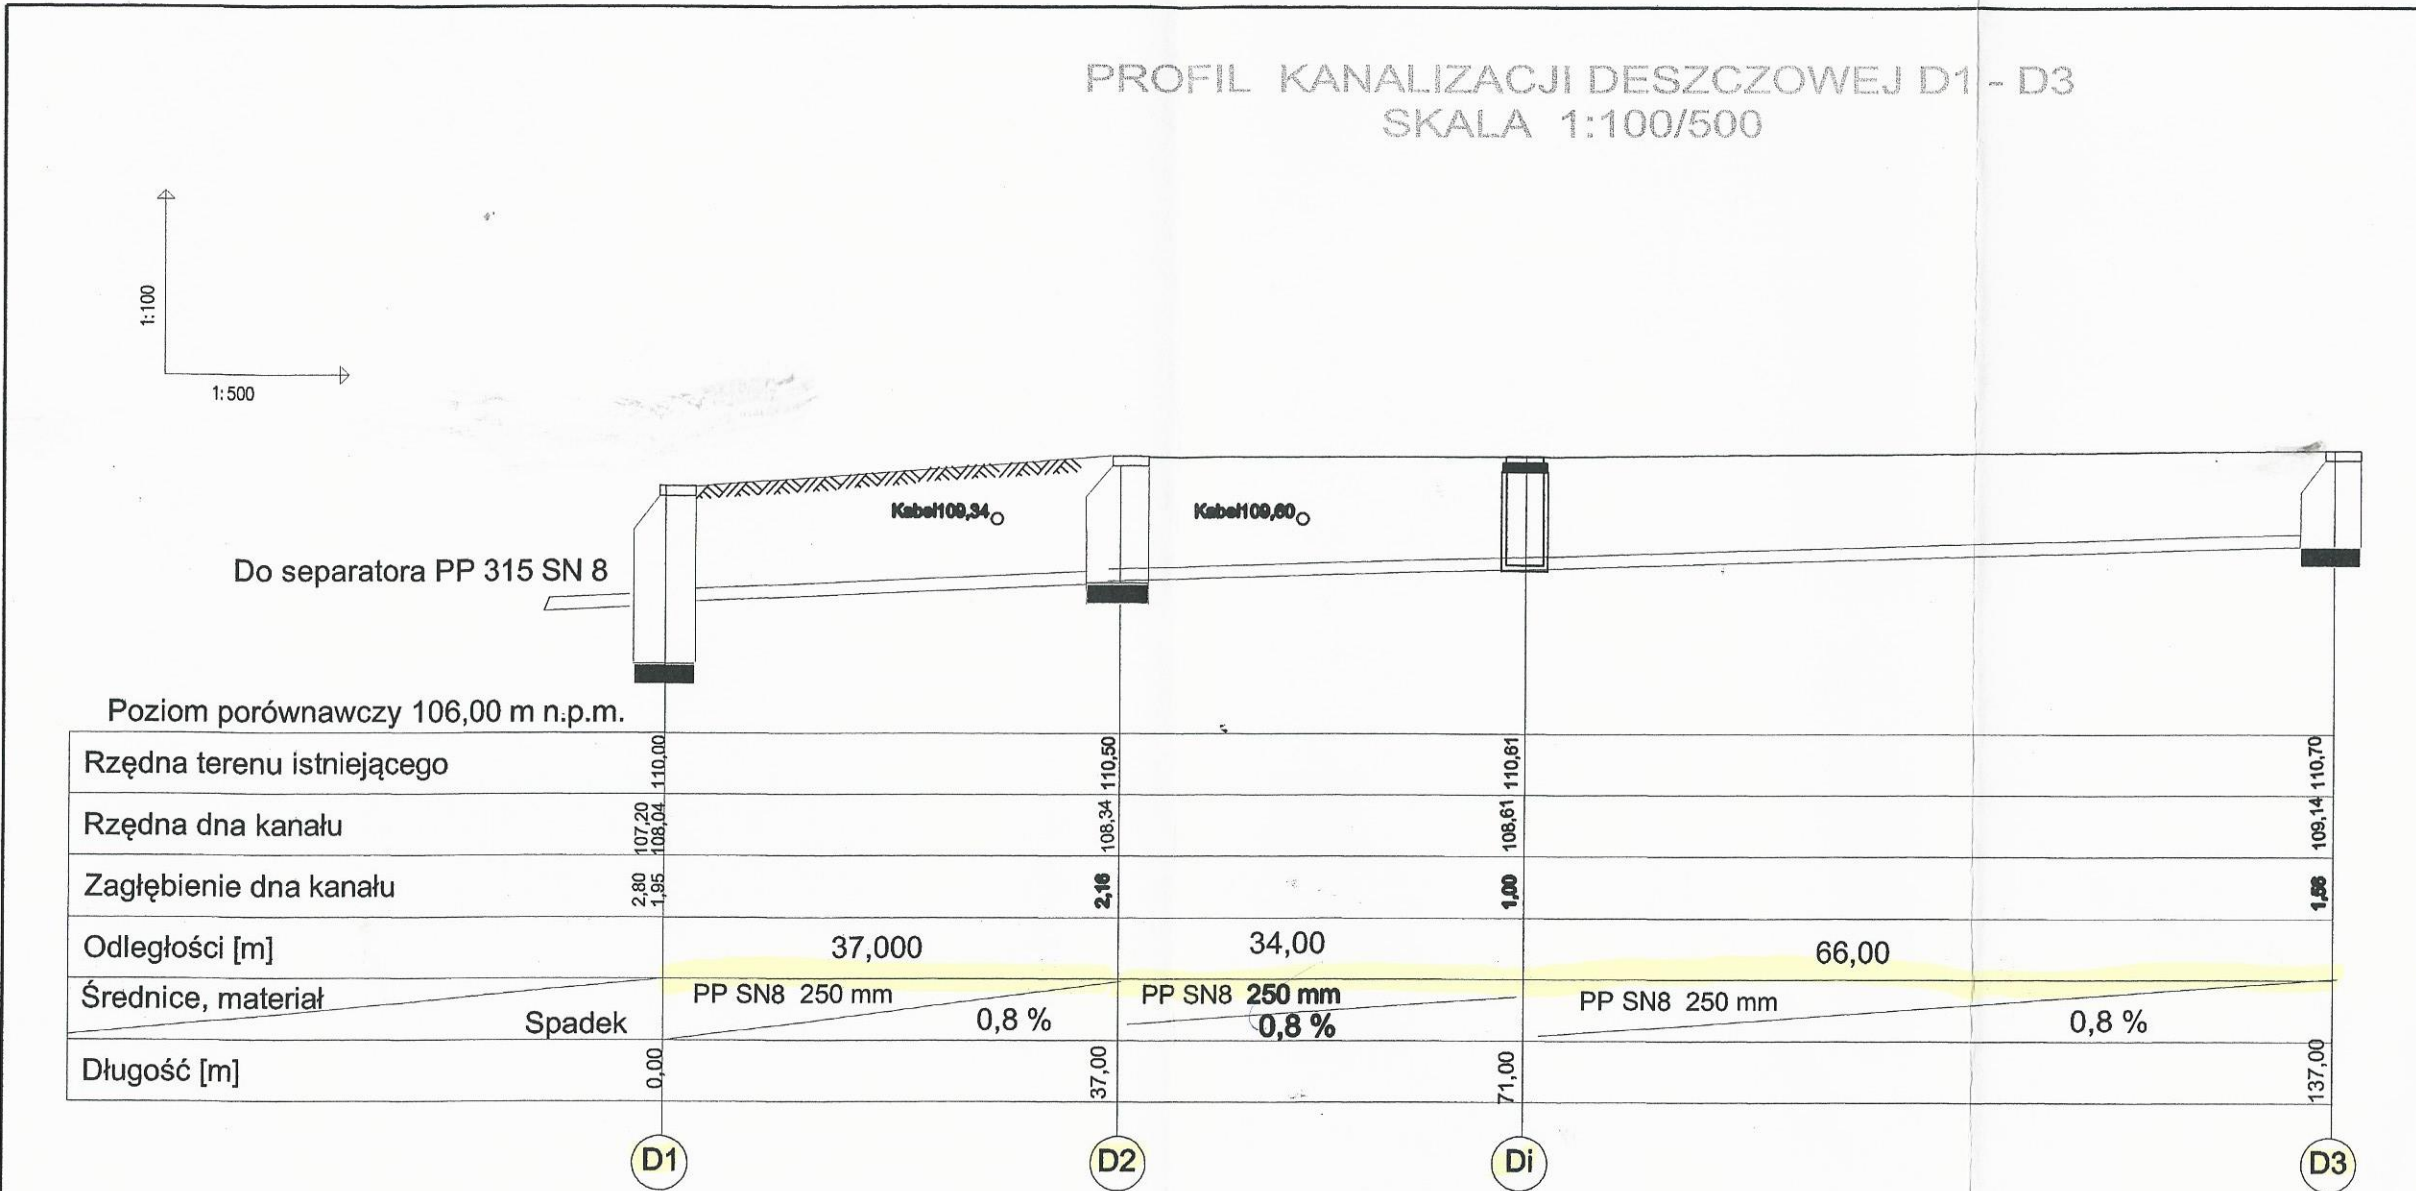 PROFIL KANALIZACJI DESZCZOWEJ D1 - D3
SKALA 1:100/500
1:100
1:500
Kabel109,34
Kabel109,60
Do separatora PP 315 SN 8
Poziom porównawczy 106,00 m n.p.m.
Rzędna terenu istniejącego 110,00 110,50 110,61 110,70
Rzędna dna kanału 107,20 108,04 108,34 108,61 109,14
Zagłębienie dna kanału 2,80 1,95 2,16 1,00
Odległości [m] 37,000 34,00 66,00
Średnice, materiał PP SN8 250 mm PP SN8 250 mm PP SN8 250 mm
Spadek 0,8 % 0,8 % 0,8 %
Długość [m] 0,00 37,00 71,00 137,00
D1 D2 Di D3